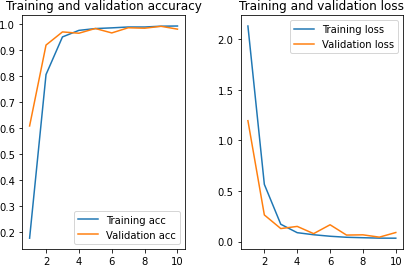 Training and validation accuracy
1.0
0.9
0.8
0.7
0.6
0.5
0.4
0.3
0.2
Training acc
Validation acc
2 4 6 8 10
Training and validation loss
2.0
1.5
1.0
0.5
0.0
Training loss
Validation loss
2 4 6 8 10